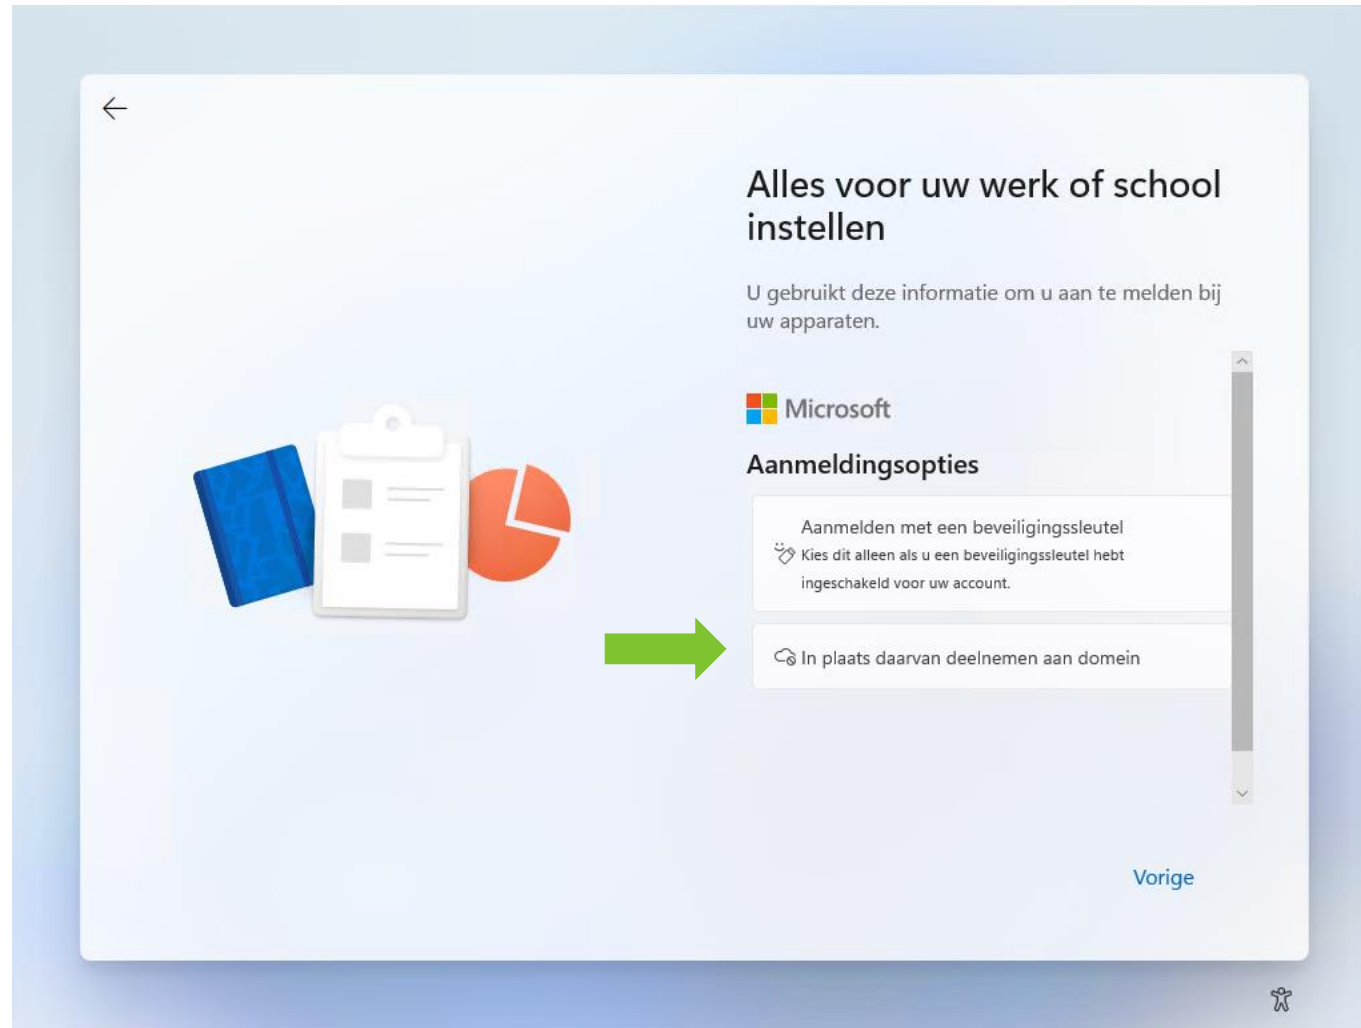 Alles voor uw werk of school
instellen
U gebruikt deze informatie om u aan te melden bij
uw apparaten.
Microsoft
Aanmeldingsopties
Aanmelden met een beveiligingssleutel
Kies dit alleen als u een beveiligingssleutel hebt
ingeschakeld voor uw account.
In plaats daarvan deelnemen aan domein
Vorige